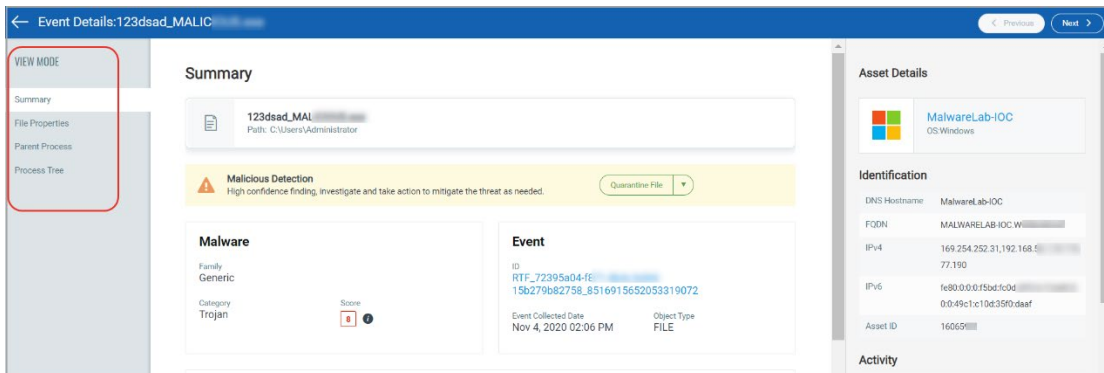 Event Details:123dsad_MALIC
Previous
Next
VIEW MODE
Summary
File Properties
Parent Process
Process Tree
Summary
123dsad_MAL
Path: C:\Users\Administrator
Malicious Detection
High confidence finding, investigate and take action to mitigate the threat as needed.
Quarantine File
Malware
Family
Generic
Category
Trojan
Score
8
Event
ID
RTF_72395a04-f8
15b279b82758_8516915652053319072
Event Collected Date
Nov 4, 2020 02:06 PM
Object Type
FILE
Asset Details
MalwareLab-IOC
OS:Windows
Identification
DNS Hostname MalwareLab-IOC
FQDN MALWARELAB-IOC.W
IPv4 169.254.252.31,192.168.5
77.190
IPv6 fe80:0:0:0:f5bd:fc0d
0:0:49c1:c10d:35f0:daaf
Asset ID 160659
Activity